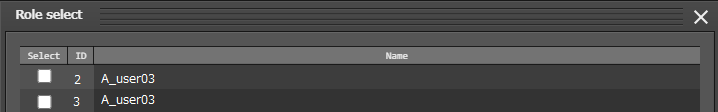 Role select
Select ID Name
2 A_user03
3 A_user03